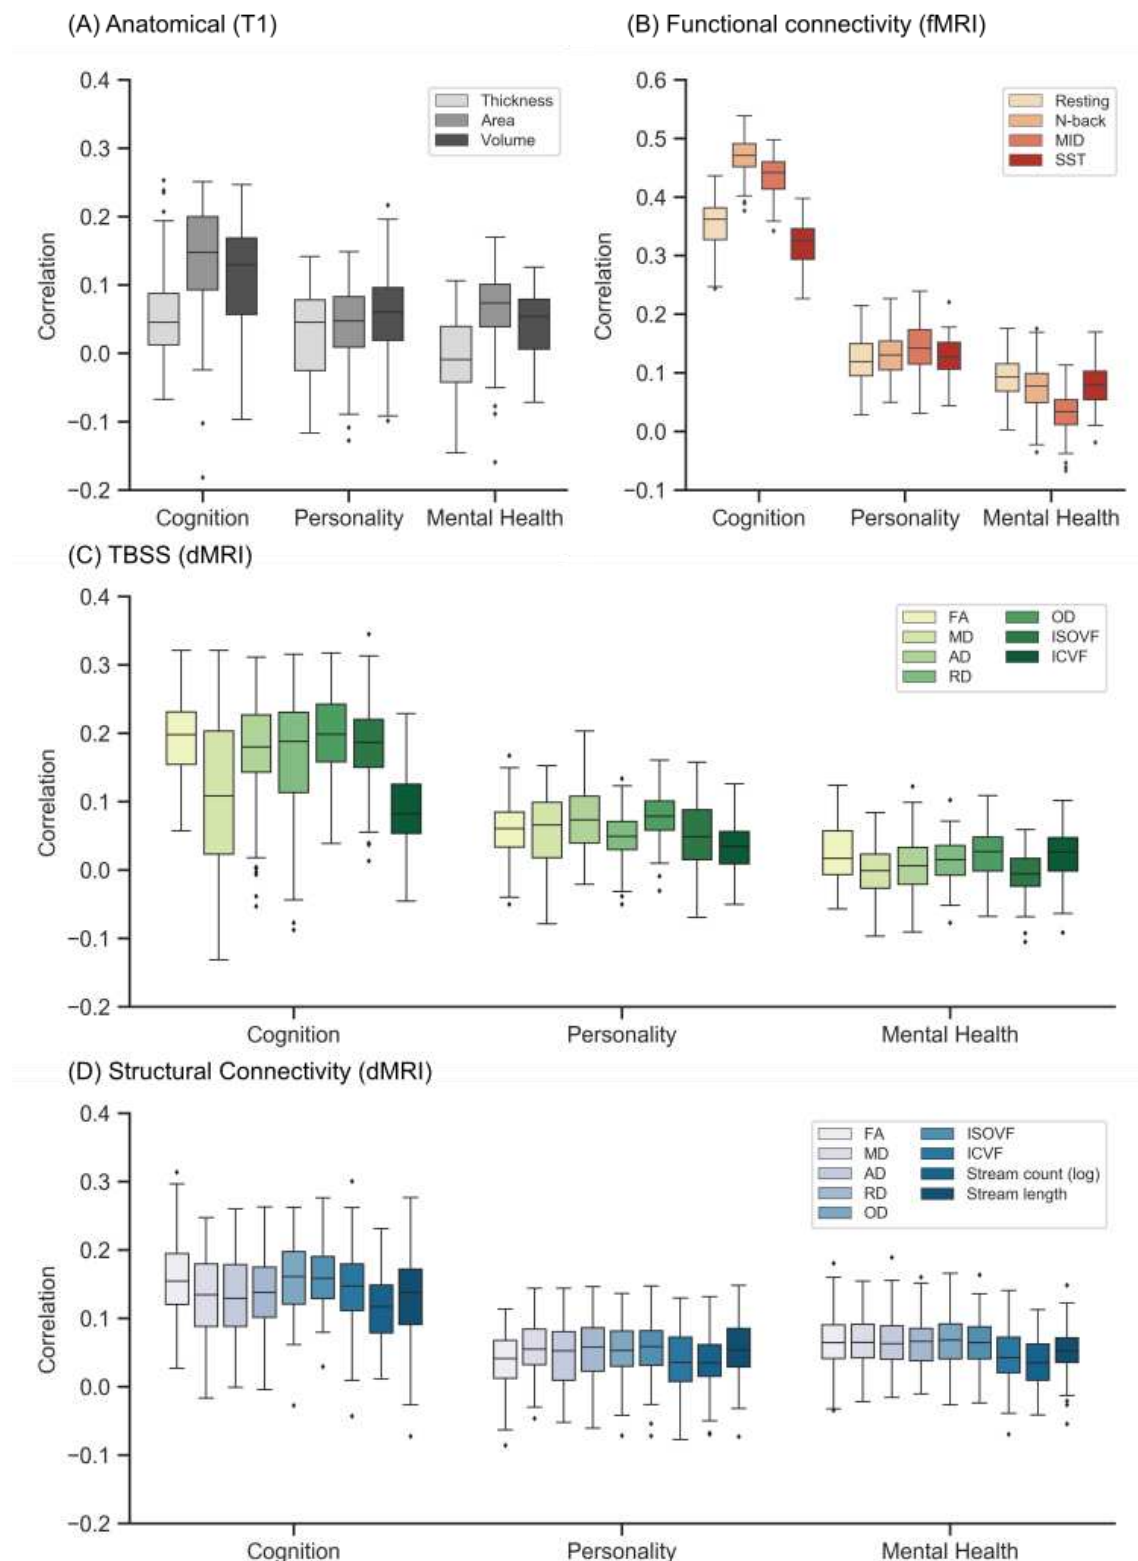 (A) Anatomical (T1)
0.4
0.3
0.2
0.1
0.0
−0.1
−0.2
Correlation
Thickness
Area
Volume
Cognition
Personality
Mental Health
(B) Functional connectivity (fMRI)
0.6
0.5
0.4
0.3
0.2
0.1
0.0
−0.1
Correlation
Resting
N-back
MID
SST
Cognition
Personality
Mental Health
(C) TBSS (dMRI)
0.4
0.3
0.2
0.1
0.0
−0.1
−0.2
Correlation
FA
MD
AD
RD
OD
ISOVF
ICVF
Cognition
Personality
Mental Health
(D) Structural Connectivity (dMRI)
0.4
0.3
0.2
0.1
0.0
−0.1
−0.2
Correlation
FA
MD
AD
RD
OD
ISOVF
ICVF
Stream count (log)
Stream length
Cognition
Personality
Mental Health